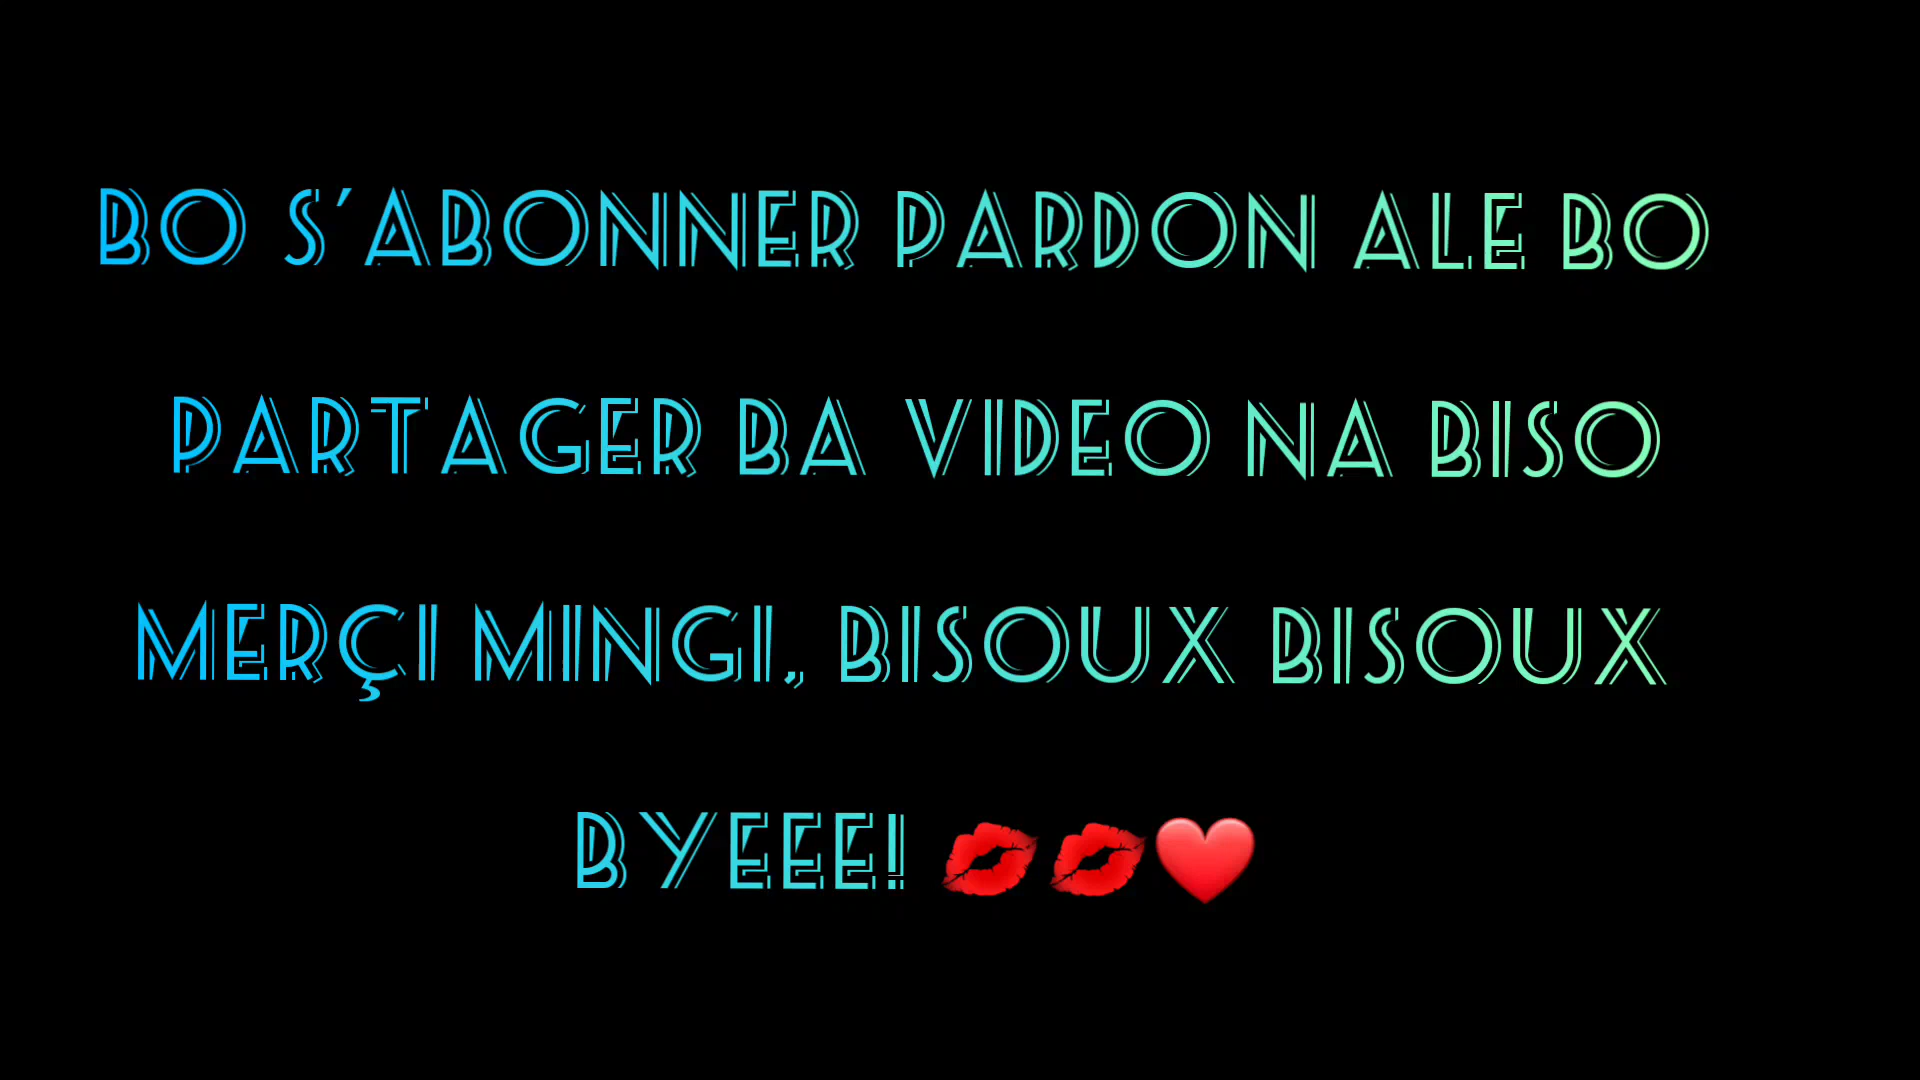 BO S'ABONNER PARDON ALE BO
PARTAGER BA VIDEO NA BISO
MERÇI MINGI, BISOUX BISOUX
BYEEE! 💋💋❤️